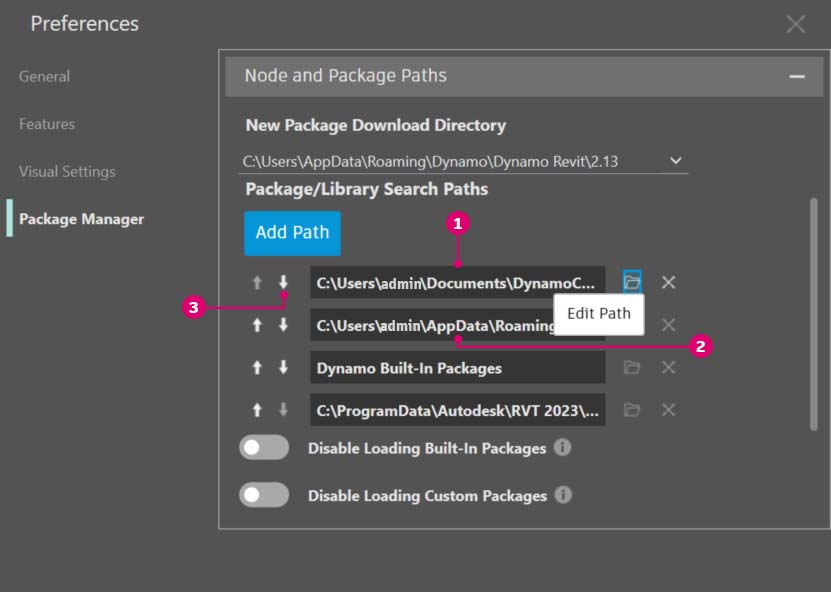 Preferences
General
Features
Visual Settings
Package Manager
Node and Package Paths
New Package Download Directory
C:\Users\AppData\Roaming\Dynamo\Dynamo Revit\2.13
Package/Library Search Paths
Add Path
1
C:\Users\admin\Documents\DynamoC...
3
Edit Path
C:\Users\admin\AppData\Roaming
2
Dynamo Built-In Packages
C:\ProgramData\Autodesk\RVT 2023\...
Disable Loading Built-In Packages
Disable Loading Custom Packages